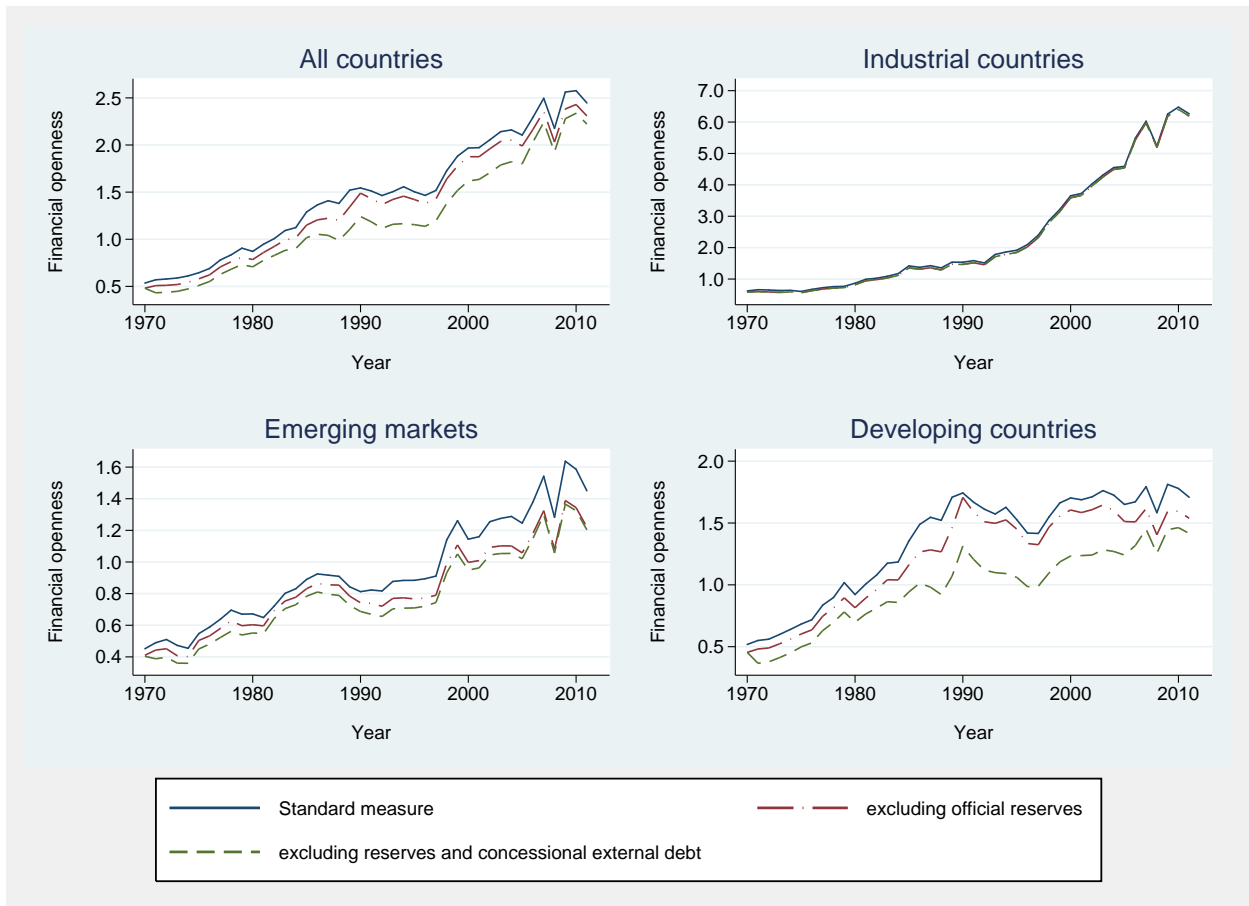 All countries
Financial openness
2.5
2.0
1.5
1.0
0.5
1970 1980 1990 2000 2010
Year
Industrial countries
Financial openness
7.0
6.0
5.0
4.0
3.0
2.0
1.0
1970 1980 1990 2000 2010
Year
Emerging markets
Financial openness
1.6
1.4
1.2
1.0
0.8
0.6
0.4
1970 1980 1990 2000 2010
Year
Developing countries
Financial openness
2.0
1.5
1.0
0.5
1970 1980 1990 2000 2010
Year
Standard measure
excluding official reserves
excluding reserves and concessional external debt